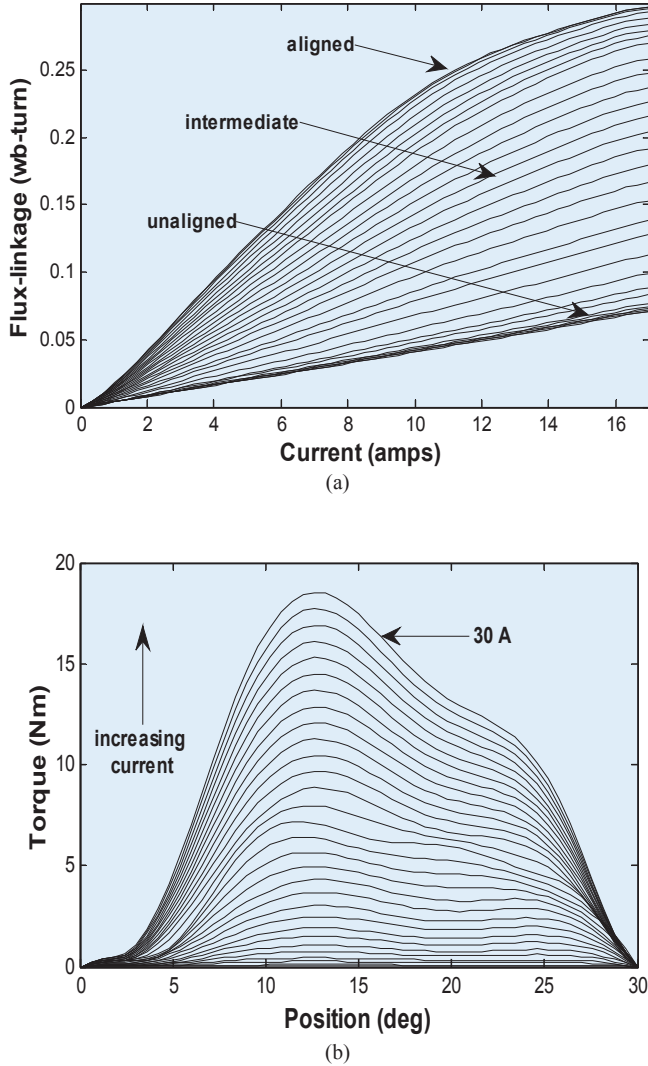 0.25
0.2
0.15
0.1
0.05
0
Flux-linkage (wb-turn)
aligned
intermediate
unaligned
0 2 4 6 8 10 12 14 16
Current (amps)
(a)
20
15
10
5
0
Torque (Nm)
30 A
increasing
current
0 5 10 15 20 25 30
Position (deg)
(b)